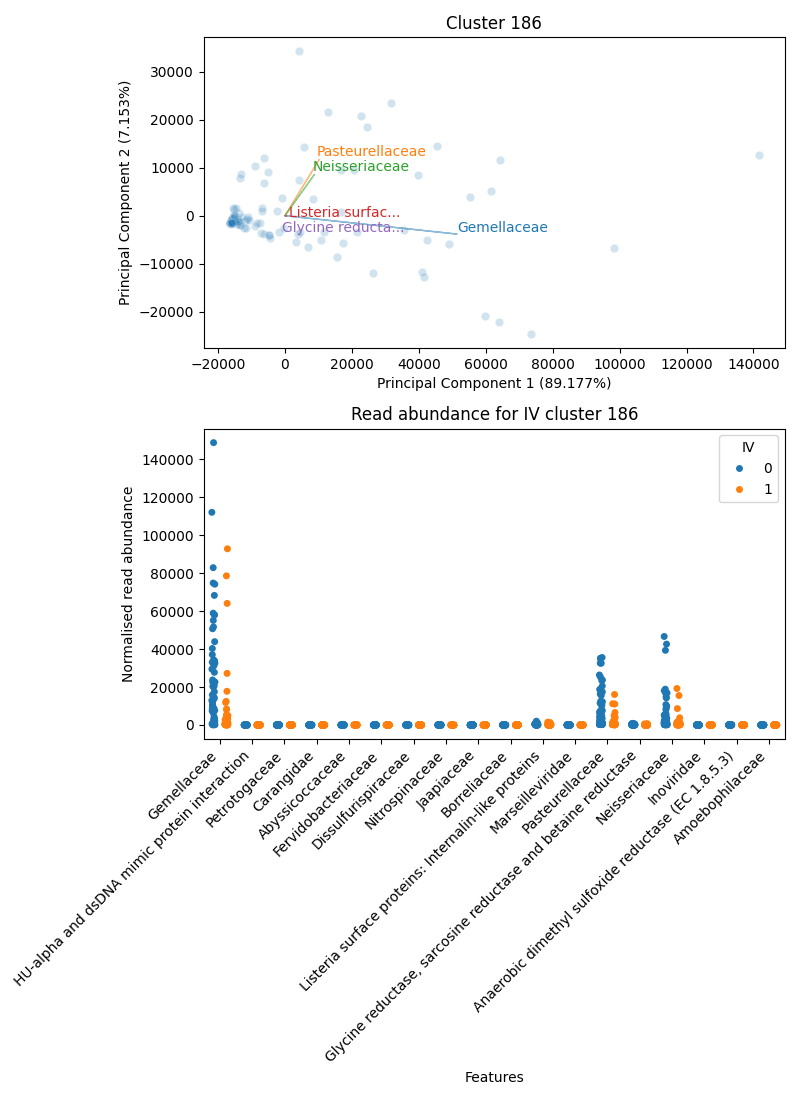 Cluster 186
Principal Component 2 (7.153%)
30000
20000
10000
0
−10000
−20000
Pasteurellaceae
Neisseriaceae
Listeria surfac...
Glycine reducta...
Gemellaceae
−20000 0 20000 40000 60000 80000 100000 120000 140000
Principal Component 1 (89.177%)
Read abundance for IV cluster 186
Normalised read abundance
140000
120000
100000
80000
60000
40000
20000
0
IV
0
1
Gemellaceae
HU-alpha and dsDNA mimic protein interaction
Petrotogaceae
Carangidae
Abyssicoccaceae
Fervidobacteriaceae
Dissulfurispiraceae
Nitrospinaceae
Jaapiaceae
Borreliaceae
Listeria surface proteins: Internalin-like proteins
Marseilleviridae
Pasteurellaceae
Glycine reductase, sarcosine reductase and betaine reductase
Neisseriaceae
Inoviridae
Anaerobic dimethyl sulfoxide reductase (EC 1.8.5.3)
Amoebophilaceae
Features